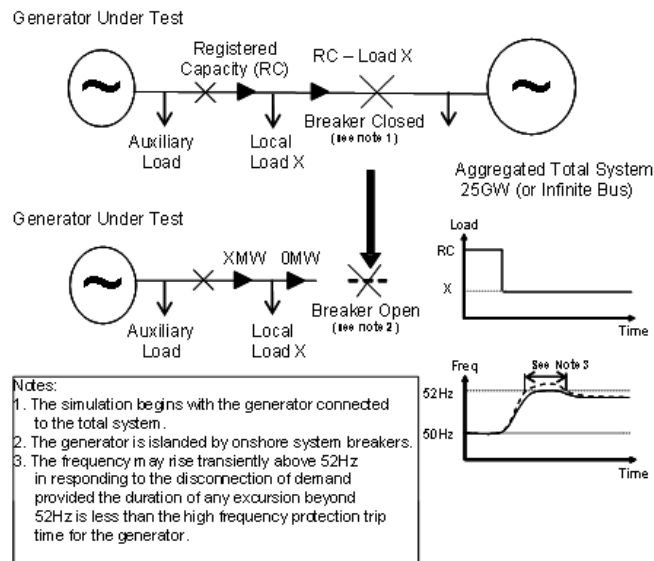 Generator Under Test
Registered
Capacity (RC)
RC – Load X
Auxiliary
Load
Local
Load X
Breaker Closed
(see note 1)
Aggregated Total System
25GW (or Infinite Bus)
Generator Under Test
XMW
0MW
Auxiliary
Load
Local
Load X
Breaker Open
(see note 2)
Load
RC
X
Time
Freq
See Note 3
52Hz
50Hz
Time
Notes:
1. The simulation begins with the generator connected
to the total system.
2. The generator is islanded by onshore system breakers.
3. The frequency may rise transiently above 52Hz
in responding to the disconnection of demand
provided the duration of any excursion beyond
52Hz is less than the high frequency protection trip
time for the generator.